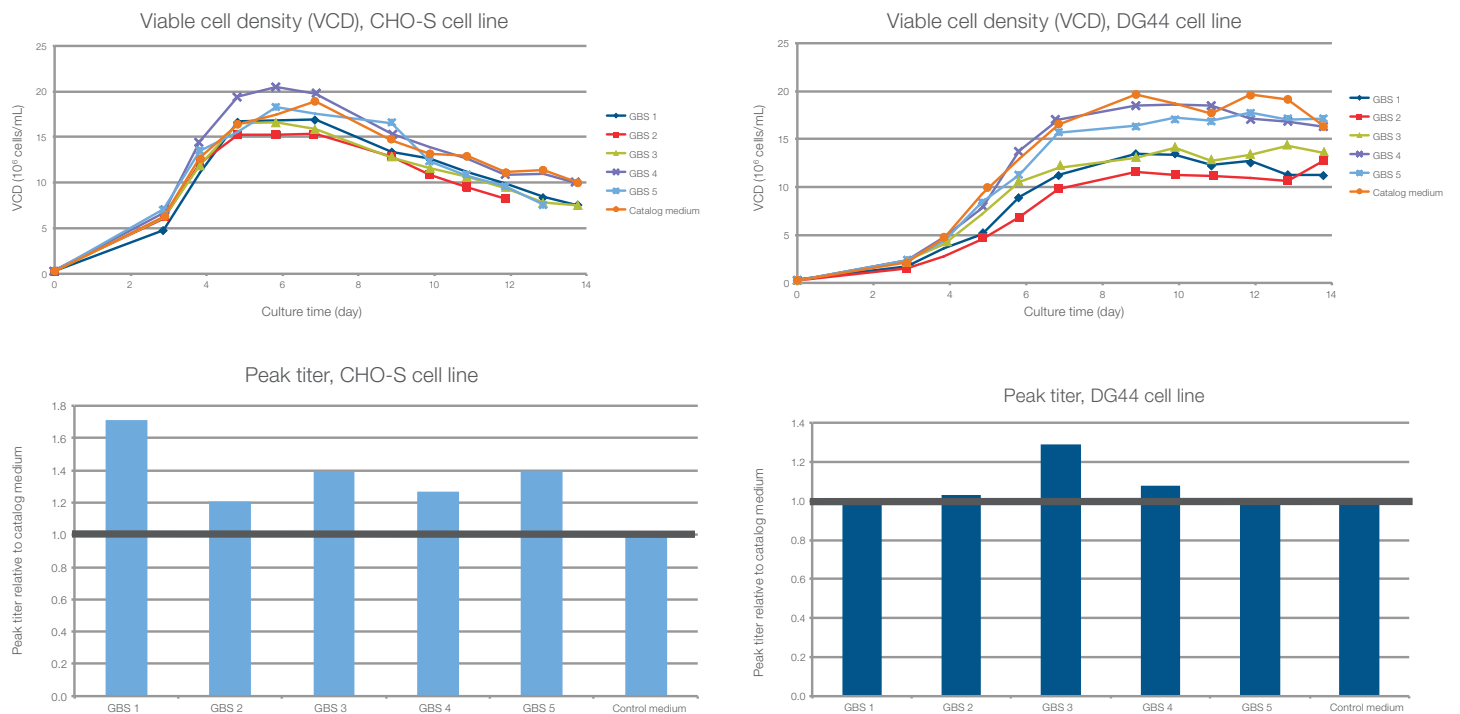 Viable cell density (VCD), CHO-S cell line
VCD (10⁶ cells/mL)
25
20
15
10
5
0
0 2 4 6 8 10 12 14
Culture time (day)
GBS 1
GBS 2
GBS 3
GBS 4
GBS 5
Catalog medium
Viable cell density (VCD), DG44 cell line
VCD (10⁶ cells/mL)
25
20
15
10
5
0
0 2 4 6 8 10 12 14
Culture time (day)
GBS 1
GBS 2
GBS 3
GBS 4
GBS 5
Catalog medium
Peak titer, CHO-S cell line
Peak titer relative to catalog medium
1.8
1.6
1.4
1.2
1.0
0.8
0.6
0.4
0.2
0.0
GBS 1 GBS 2 GBS 3 GBS 4 GBS 5 Control medium
Peak titer, DG44 cell line
Peak titer relative to catalog medium
1.4
1.2
1.0
0.8
0.6
0.4
0.2
0.0
GBS 1 GBS 2 GBS 3 GBS 4 GBS 5 Control medium